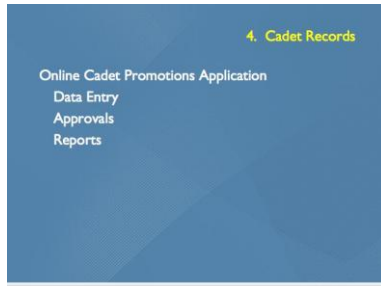 4. Cadet Records
Online Cadet Promotions Application
Data Entry
Approvals
Reports